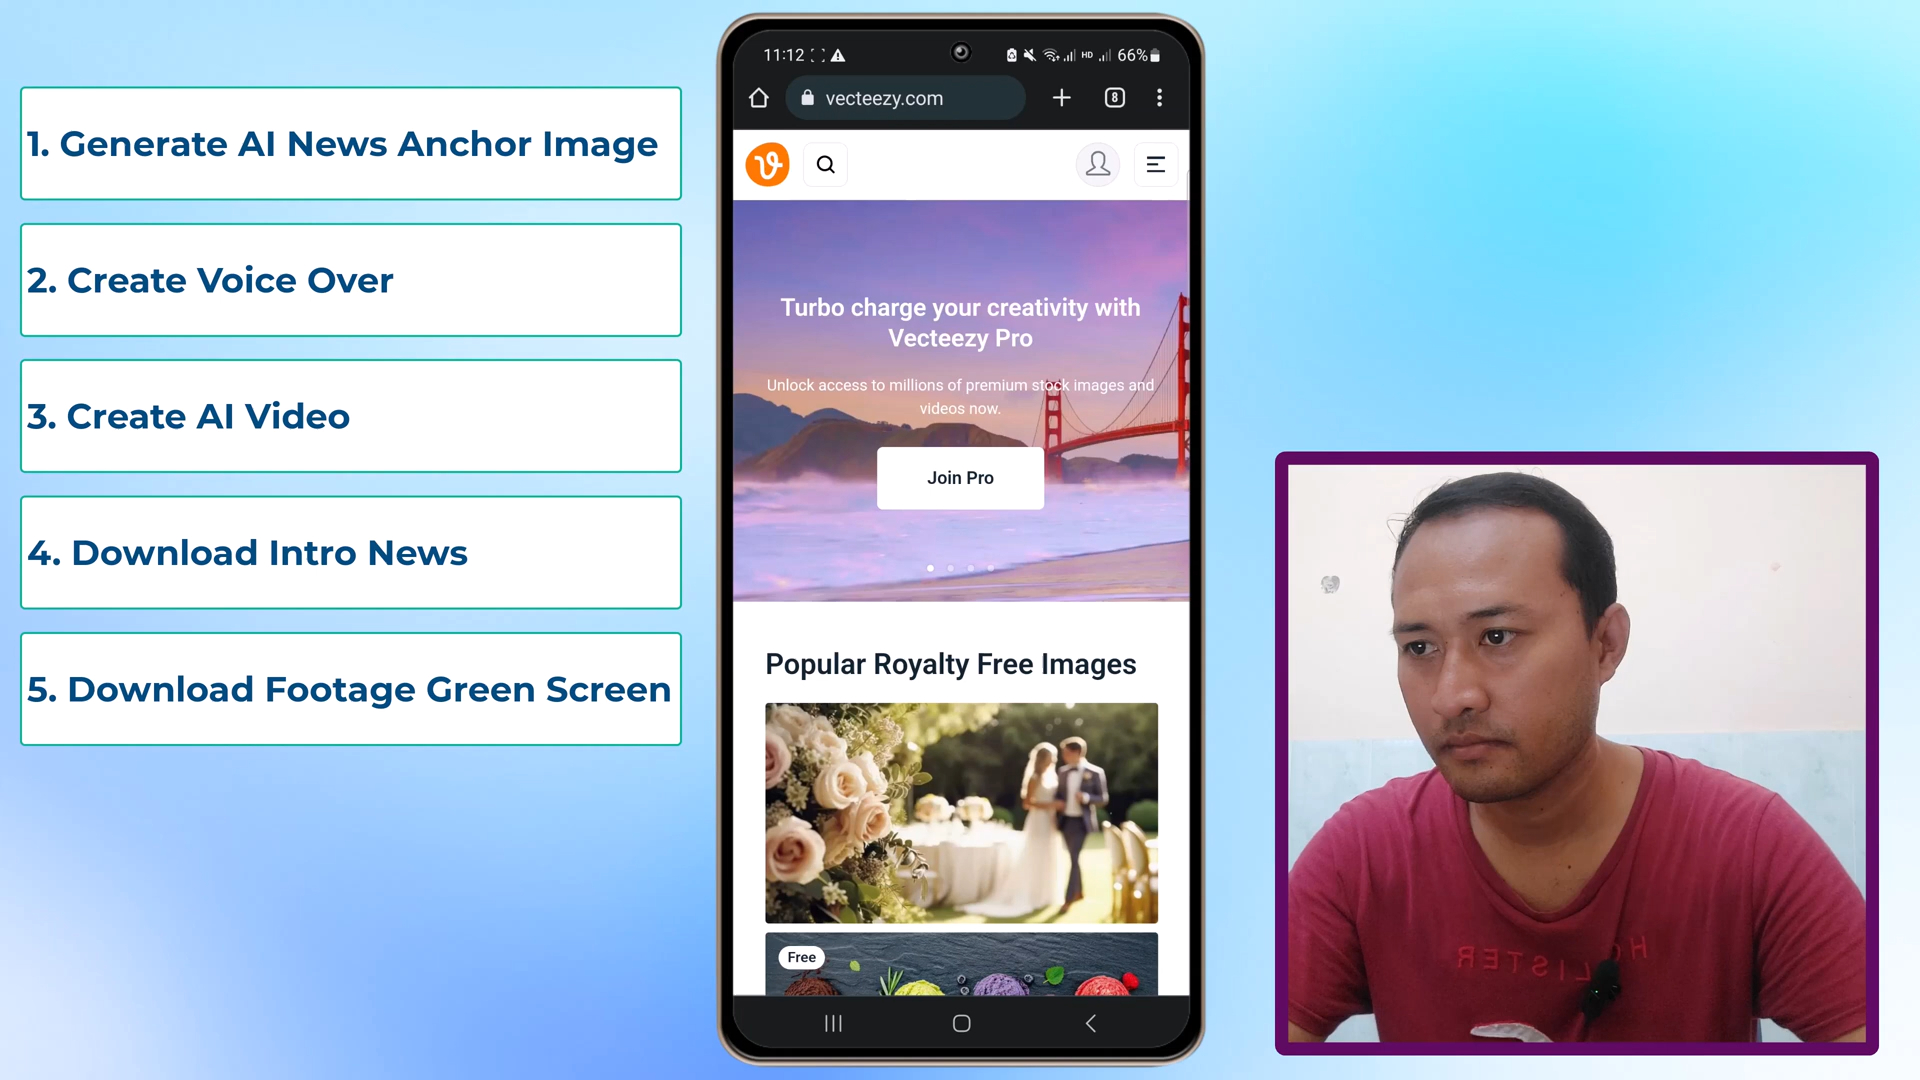 1. Generate AI News Anchor Image
2. Create Voice Over
3. Create AI Video
4. Download Intro News
5. Download Footage Green Screen
11:12
HD
66%
vecteezy.com
8
Turbo charge your creativity with
Vecteezy Pro
Unlock access to millions of premium stock images and
videos now.
Join Pro
Popular Royalty Free Images
Free
HOLLISTER